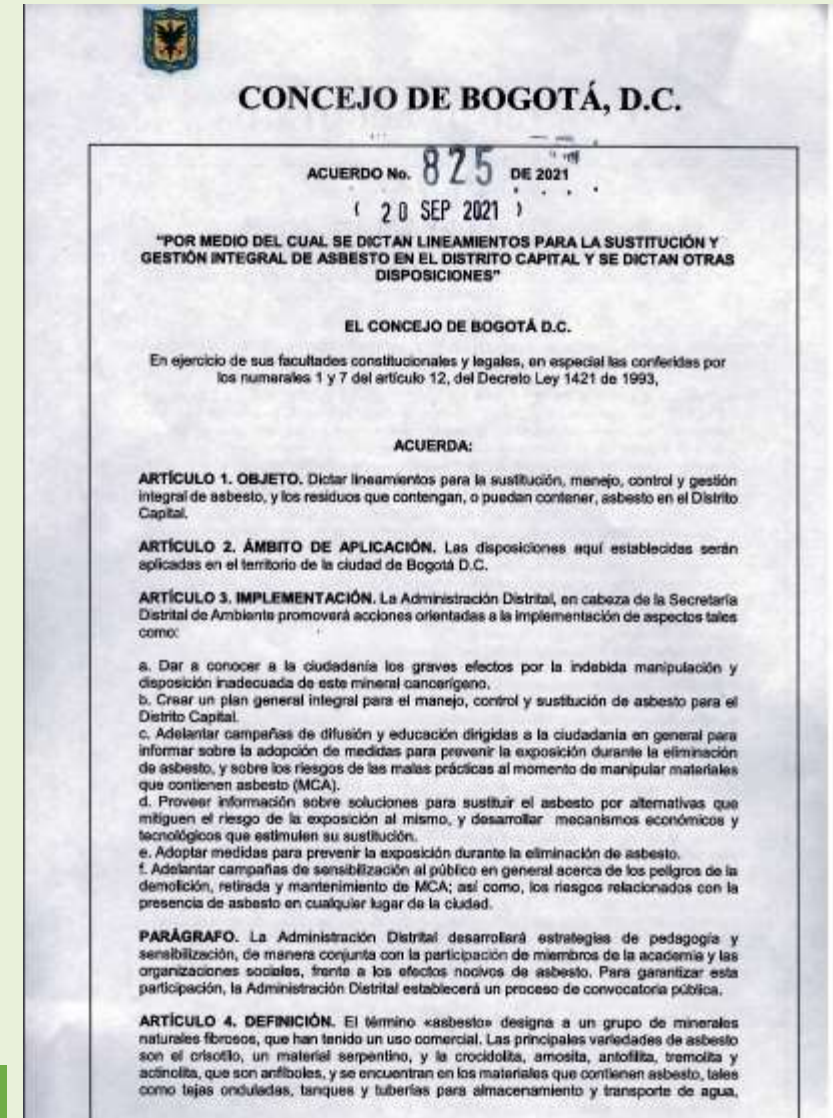 CONCEJO DE BOGOTÁ, D.C.
ACUERDO No. 825 DE 2021
( 20 SEP 2021 )
"POR MEDIO DEL CUAL SE DICTAN LINEAMIENTOS PARA LA SUSTITUCIÓN Y
GESTIÓN INTEGRAL DE ASBESTO EN EL DISTRITO CAPITAL Y SE DICTAN OTRAS
DISPOSICIONES"
EL CONCEJO DE BOGOTÁ D.C.
En ejercicio de sus facultades constitucionales y legales, en especial las conferidas por
los numerales 1 y 7 del artículo 12, del Decreto Ley 1421 de 1993,
ACUERDA:
ARTÍCULO 1. OBJETO. Dictar lineamientos para la sustitución, manejo, control y gestión
integral de asbesto, y los residuos que contengan, o puedan contener, asbesto en el Distrito
Capital.
ARTÍCULO 2. ÁMBITO DE APLICACIÓN. Las disposiciones aquí establecidas serán
aplicadas en el territorio de la ciudad de Bogotá D.C.
ARTÍCULO 3. IMPLEMENTACIÓN. La Administración Distrital, en cabeza de la Secretaría
Distrital de Ambiente promoverá acciones orientadas a la implementación de aspectos tales
como:
a. Dar a conocer a la ciudadanía los graves efectos por la indebida manipulación y
disposición inadecuada de este mineral cancerígeno.
b. Crear un plan general integral para el manejo, control y sustitución de asbesto para el
Distrito Capital.
c. Adelantar campañas de difusión y educación dirigidas a la ciudadanía en general para
informar sobre la adopción de medidas para prevenir la exposición durante la eliminación
de asbesto, y sobre los riesgos de las malas prácticas al momento de manipular materiales
que contienen asbesto (MCA).
d. Proveer información sobre soluciones para sustituir el asbesto por alternativas que
mitiguen el riesgo de la exposición al mismo, y desarrollar mecanismos económicos y
tecnológicos que estimulen su sustitución.
e. Adoptar medidas para prevenir la exposición durante la eliminación de asbesto.
f. Adelantar campañas de sensibilización al público en general acerca de los peligros de la
demolición, retirada y mantenimiento de MCA; así como, los riesgos relacionados con la
presencia de asbesto en cualquier lugar de la ciudad.
PARÁGRAFO. La Administración Distrital desarrollará estrategias de pedagogía y
sensibilización, de manera conjunta con la participación de miembros de la academia y las
organizaciones sociales, frente a los efectos nocivos de asbesto. Para garantizar esta
participación, la Administración Distrital establecerá un proceso de convocatoria pública.
ARTÍCULO 4. DEFINICIÓN. El término «asbesto» designa a un grupo de minerales
naturales fibrosos, que han tenido un uso comercial. Las principales variedades de asbesto
son el crisotilo, un material serpentino, y la crocidolita, amosita, antofilita, tremolita y
actinolita, que son anfíboles, y se encuentran en los materiales que contienen asbesto, tales
como tejas onduladas, tanques y tuberías para almacenamiento y transporte de agua,